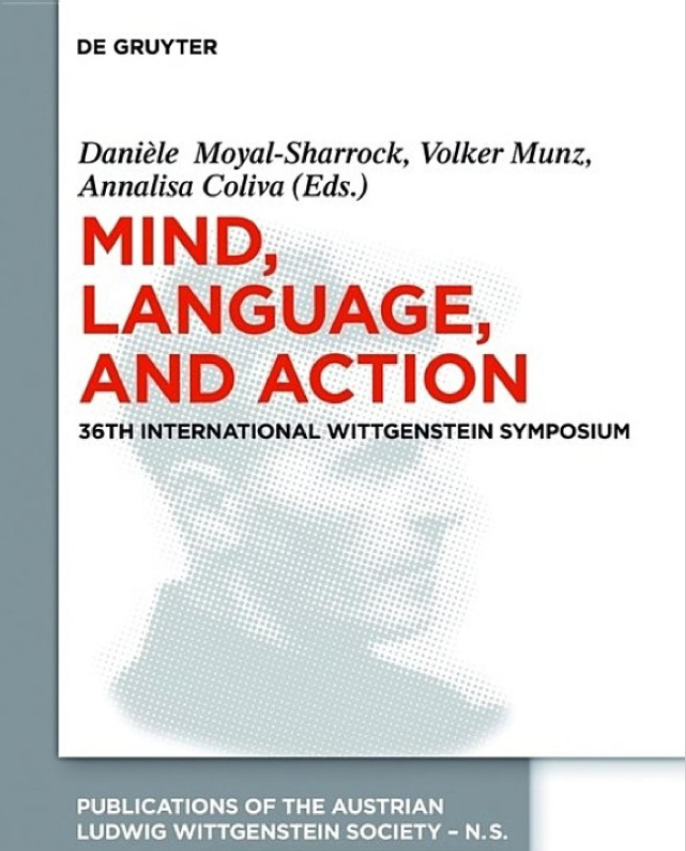 DE GRUYTER
Danièle Moyal-Sharrock, Volker Munz,
Annalisa Coliva (Eds.)
MIND,
LANGUAGE,
AND ACTION
36TH INTERNATIONAL WITTGENSTEIN SYMPOSIUM
PUBLICATIONS OF THE AUSTRIAN
LUDWIG WITTGENSTEIN SOCIETY – N.S.